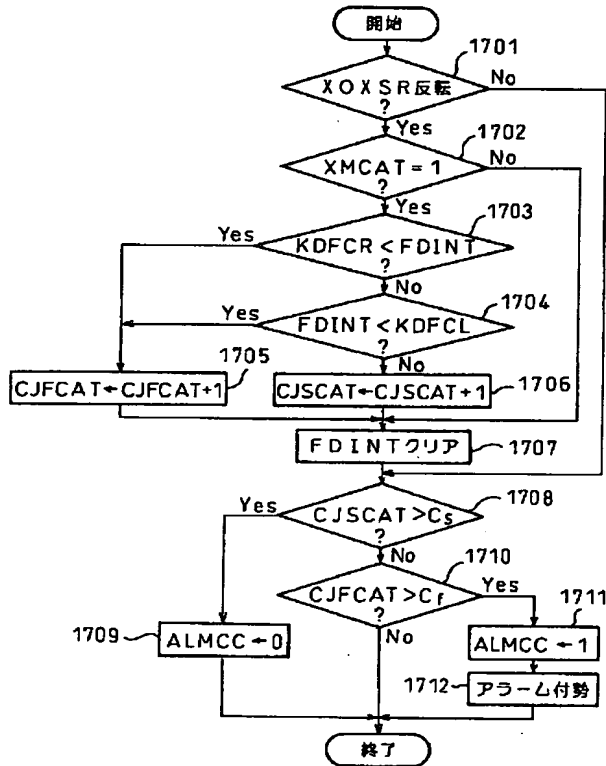 開始
1701
XOXSR反転
?
No
Yes
1702
XMCAT=1
?
No
Yes
1703
Yes
KDFCR<FDINT
?
No
1704
Yes
FDINT<KDFCL
?
No
1705
CJFCAT←CJFCAT+1
CJSCAT←CJSCAT+1
1706
FDINTクリア
1707
1708
Yes
CJSCAT>Cs
?
No
1710
CJFCAT>Cf
?
Yes
No
1711
1709
ALMCC←0
ALMCC←1
1712
アラーム付勢
終了